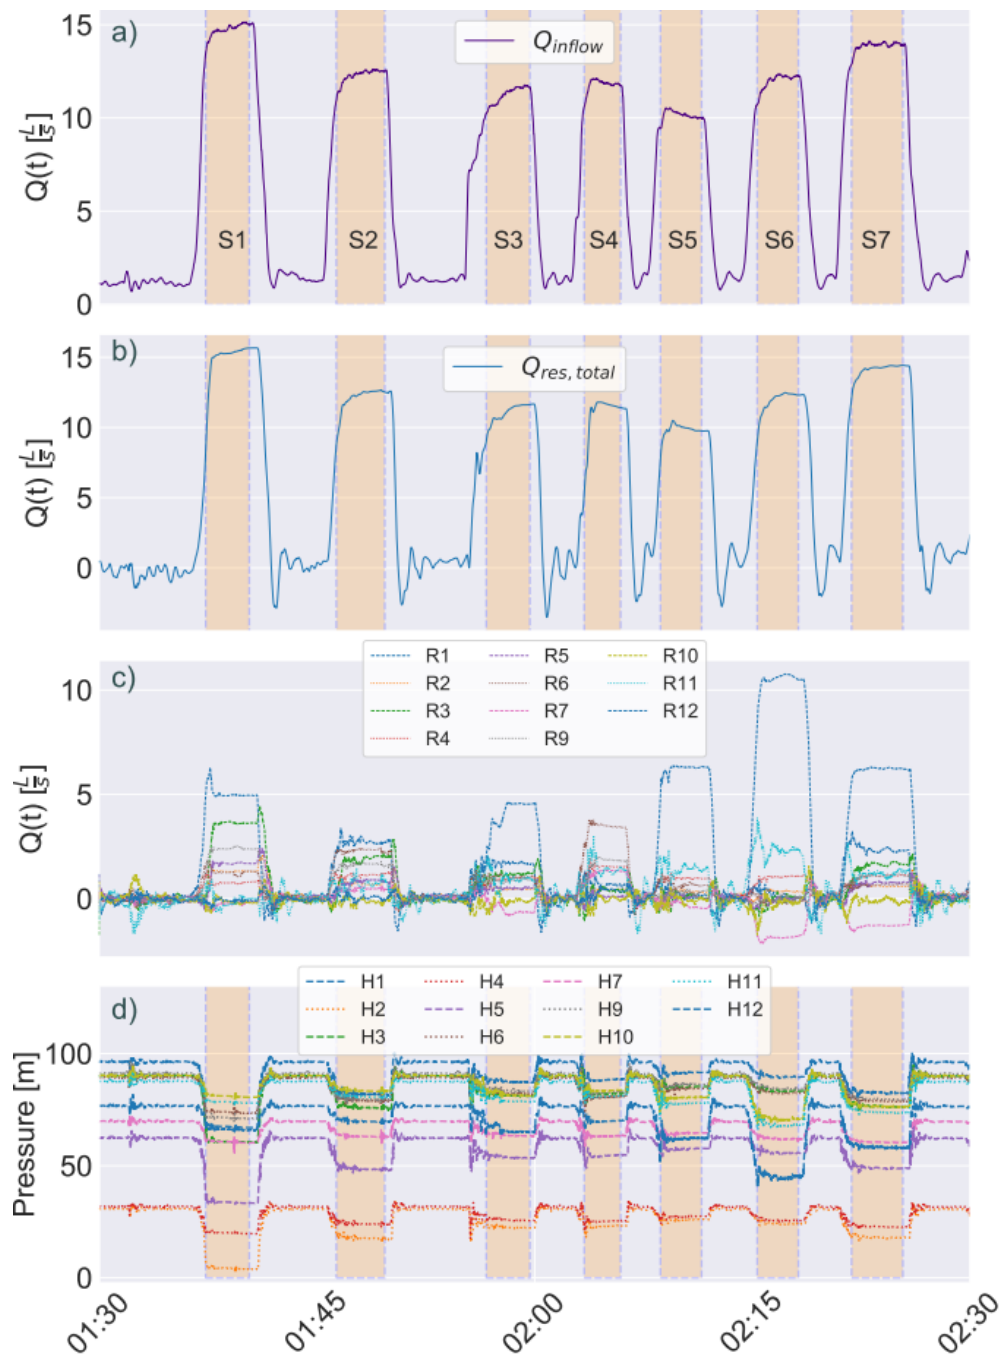 a)
Q_inflow
15
10
5
0
Q(t) [L/s]
S1 S2 S3 S4 S5 S6 S7
b)
Q_res, total
15
10
5
0
Q(t) [L/s]
R1 R5 R10
R2 R6 R11
R3 R7 R12
R4 R9
c)
10
5
0
Q(t) [L/s]
H1 H4 H7 H11
H2 H5 H9 H12
H3 H6 H10
d)
100
50
0
Pressure [m]
01:30 01:45 02:00 02:15 02:30